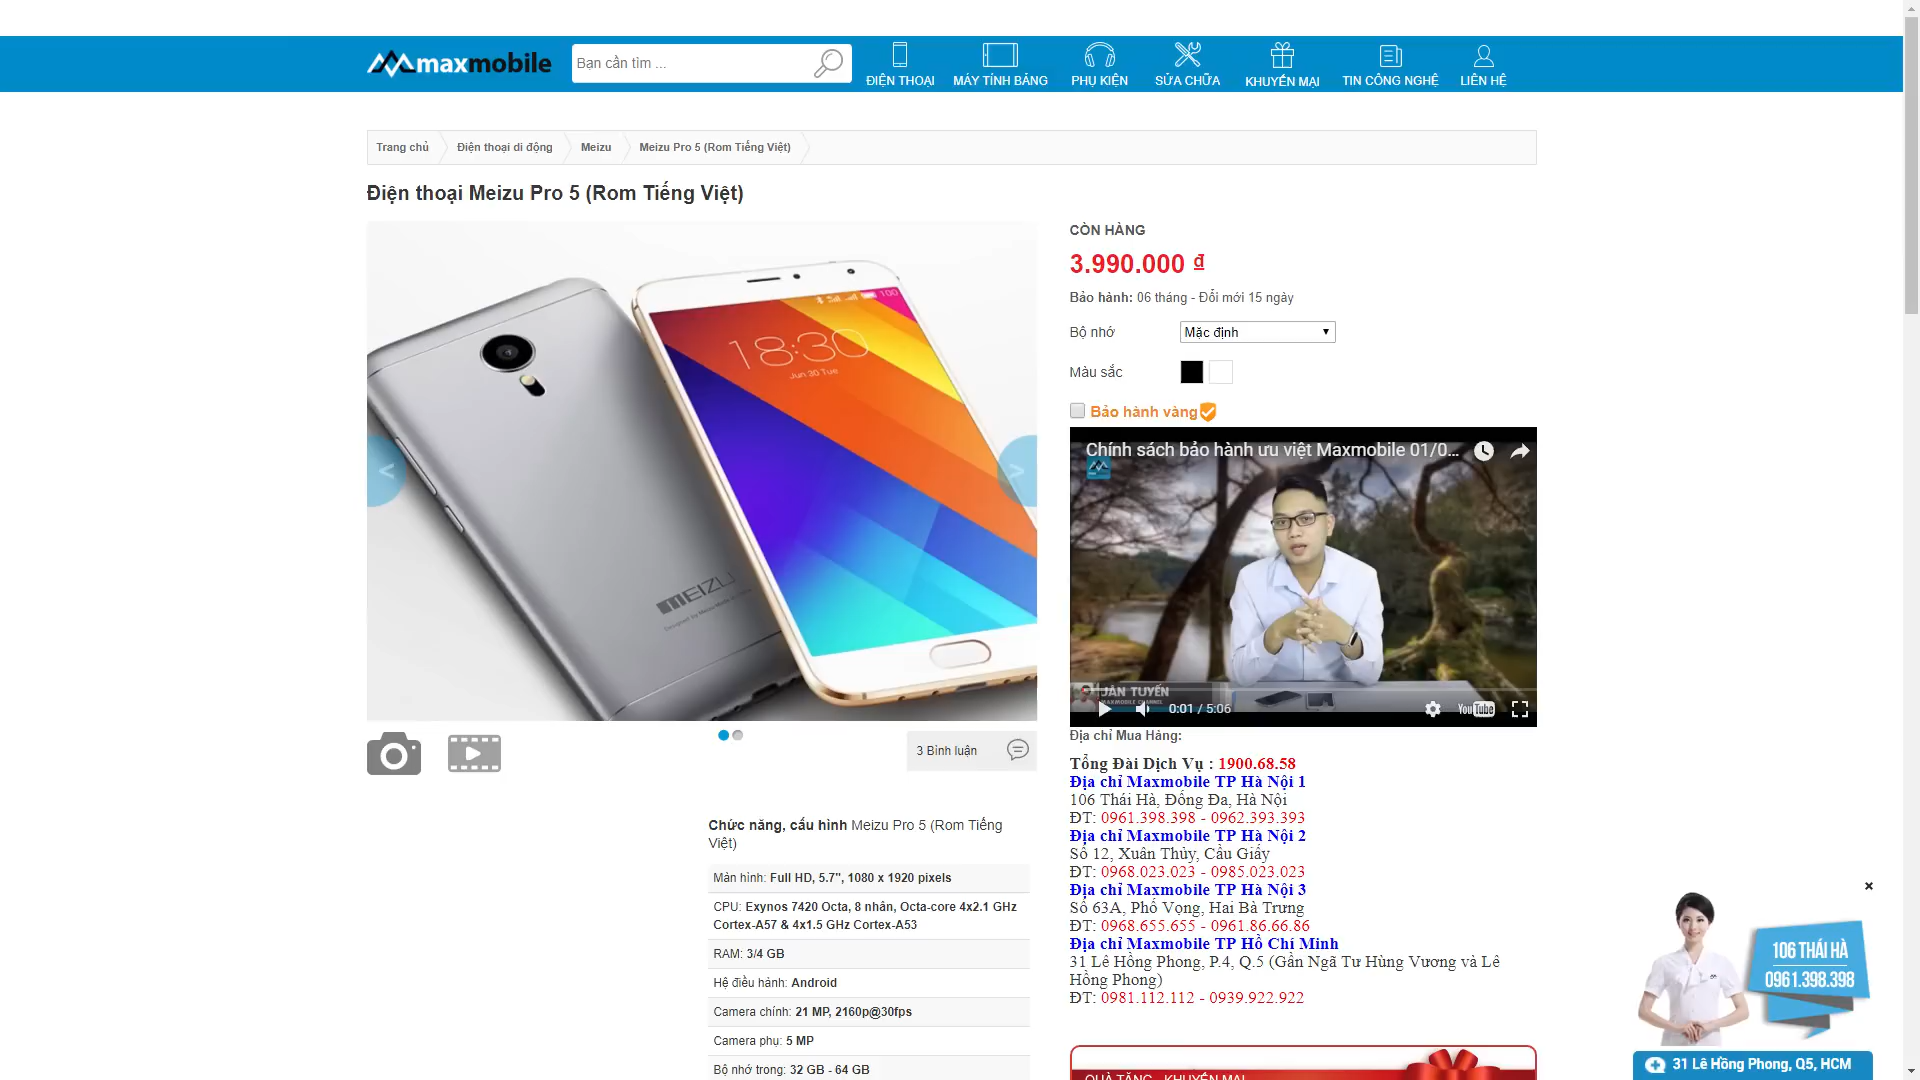 maxmobile
Bạn cần tìm ...
ĐIỆN THOẠI
MÁY TÍNH BẢNG
PHỤ KIỆN
SỬA CHỮA
KHUYẾN MẠI
TIN CÔNG NGHỆ
LIÊN HỆ
Trang chủ
Điện thoại di động
Meizu
Meizu Pro 5 (Rom Tiếng Việt)
Điện thoại Meizu Pro 5 (Rom Tiếng Việt)
100
18:30
Jun 30 Tue
MEIZU
<
>
3 Bình luận
Chức năng, cấu hình Meizu Pro 5 (Rom Tiếng
Việt)
Màn hình: Full HD, 5.7", 1080 x 1920 pixels
CPU: Exynos 7420 Octa, 8 nhân, Octa-core 4x2.1 GHz
Cortex-A57 & 4x1.5 GHz Cortex-A53
RAM: 3/4 GB
Hệ điều hành: Android
Camera chính: 21 MP, 2160p@30fps
Camera phụ: 5 MP
Bộ nhớ trong: 32 GB - 64 GB
CÒN HÀNG
3.990.000 ₫
Bảo hành: 06 tháng - Đổi mới 15 ngày
Bộ nhớ
Mặc định
Màu sắc
Bảo hành vàng
Chính sách bảo hành ưu việt Maxmobile 01/0...
UÂN TUYẾN
MAXMOBILE CHANNEL
0:01 / 5:06
YouTube
Địa chỉ Mua Hàng:
Tổng Đài Dịch Vụ : 1900.68.58
Địa chỉ Maxmobile TP Hà Nội 1
106 Thái Hà, Đống Đa, Hà Nội
ĐT: 0961.398.398 - 0962.393.393
Địa chỉ Maxmobile TP Hà Nội 2
Số 12, Xuân Thủy, Cầu Giấy
ĐT: 0968.023.023 - 0985.023.023
Địa chỉ Maxmobile TP Hà Nội 3
Số 63A, Phố Vọng, Hai Bà Trưng
ĐT: 0968.655.655 - 0961.86.66.86
Địa chỉ Maxmobile TP Hồ Chí Minh
31 Lê Hồng Phong, P.4, Q.5 (Gần Ngã Tư Hùng Vương và Lê
Hồng Phong)
ĐT: 0981.112.112 - 0939.922.922
QUÀ TẶNG - KHUYẾN MẠI
×
106 THÁI HÀ
0961.398.398
31 Lê Hồng Phong, Q5, HCM